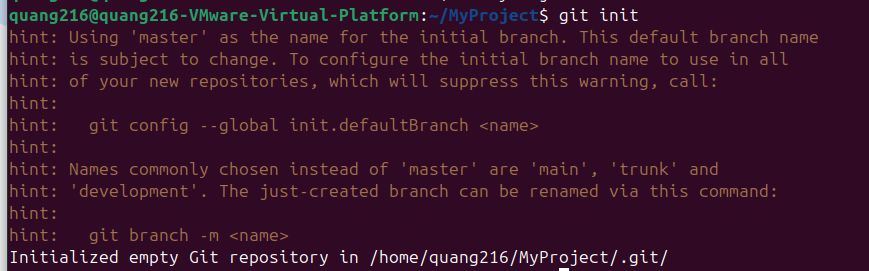 quang216@quang216-VMware-Virtual-Platform:~/MyProject$ git init
hint: Using 'master' as the name for the initial branch. This default branch name
hint: is subject to change. To configure the initial branch name to use in all
hint: of your new repositories, which will suppress this warning, call:
hint:
hint:   git config --global init.defaultBranch <name>
hint:
hint: Names commonly chosen instead of 'master' are 'main', 'trunk' and
hint: 'development'. The just-created branch can be renamed via this command:
hint:
hint:   git branch -m <name>
Initialized empty Git repository in /home/quang216/MyProject/.git/